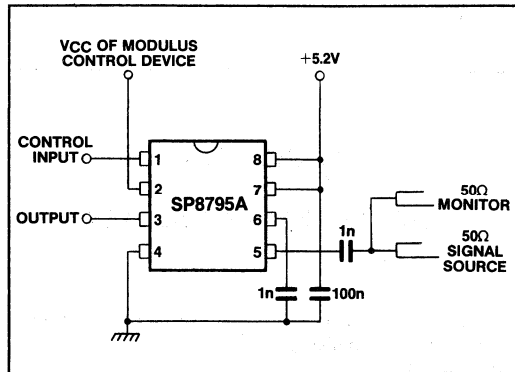 VCC OF MODULUS
CONTROL DEVICE
+5.2V
CONTROL
INPUT
1
8
2
7
SP8795A
OUTPUT
3
6
4
5
1n
50Ω
MONITOR
50Ω
SIGNAL
SOURCE
1n
100n